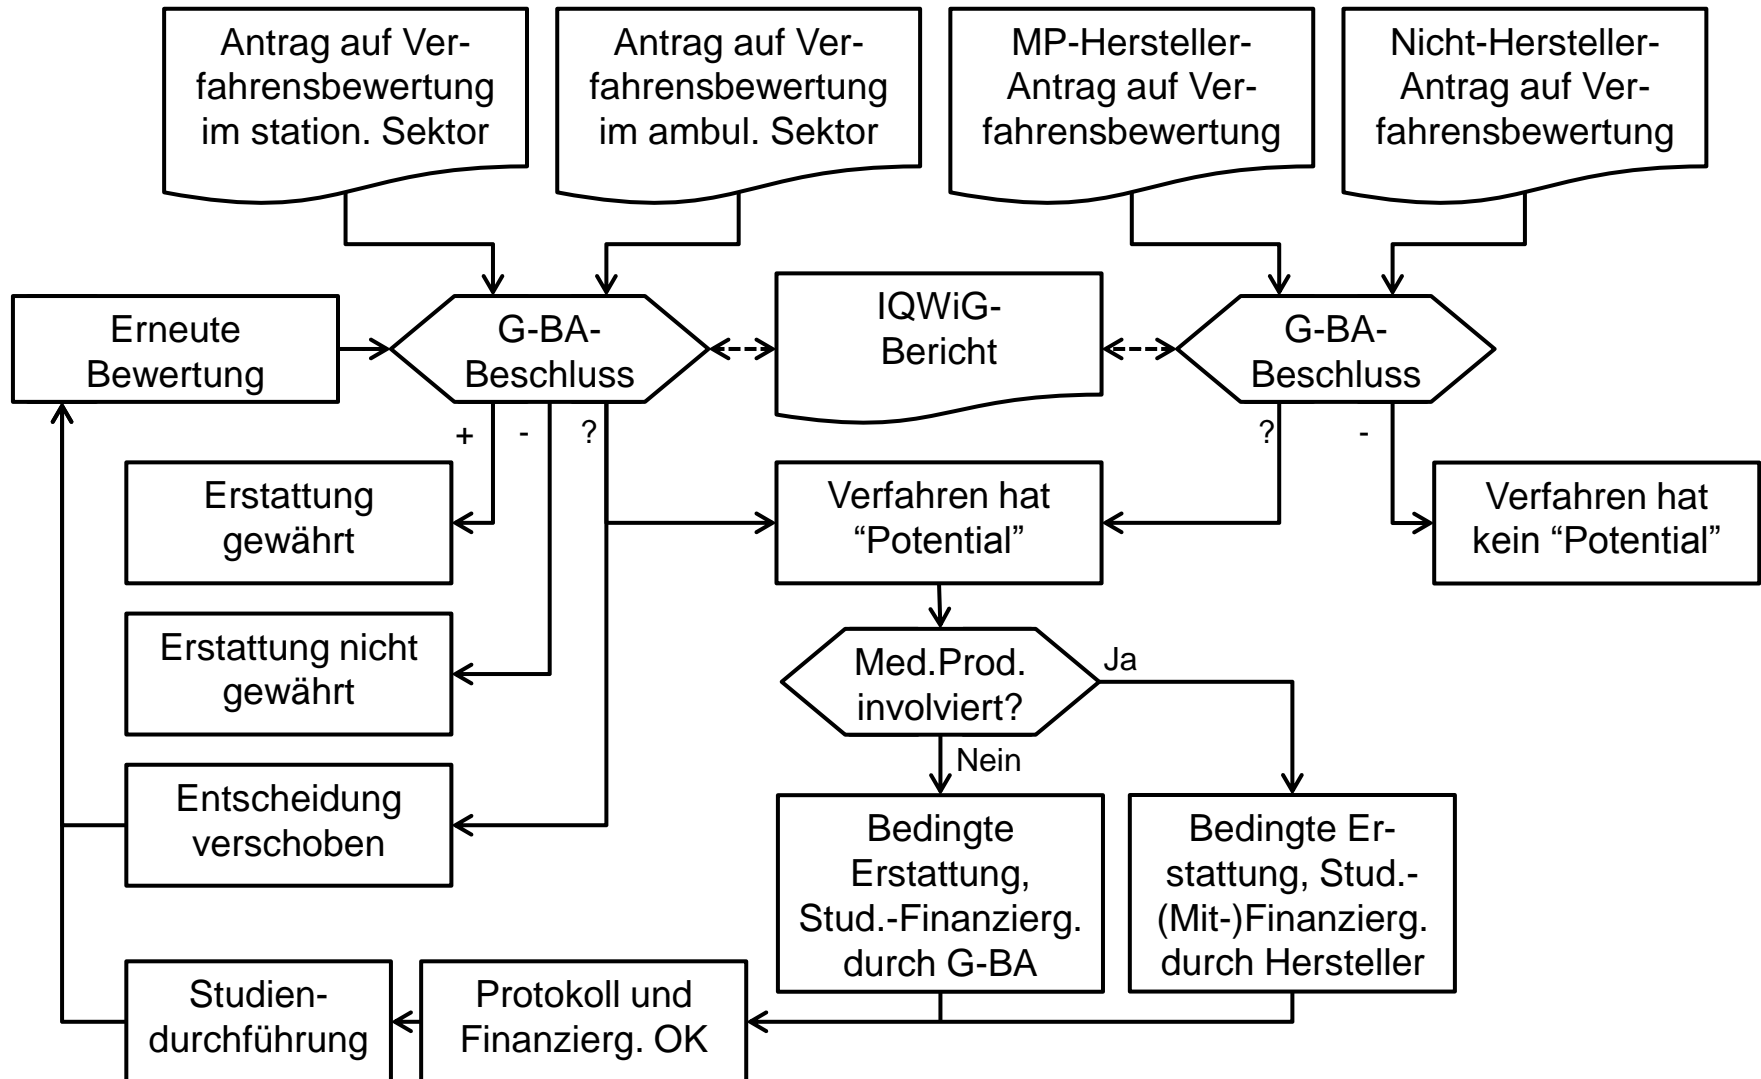 Antrag auf Ver-
fahrensbewertung
im station. Sektor
Antrag auf Ver-
fahrensbewertung
im ambul. Sektor
MP-Hersteller-
Antrag auf Ver-
fahrensbewertung
Nicht-Hersteller-
Antrag auf Ver-
fahrensbewertung
Erneute
Bewertung
G-BA-
Beschluss
IQWiG-
Bericht
G-BA-
Beschluss
+
-
?
?
-
Erstattung
gewährt
Verfahren hat
“Potential”
Verfahren hat
kein “Potential”
Erstattung nicht
gewährt
Med.Prod.
involviert?
Ja
Nein
Entscheidung
verschoben
Bedingte
Erstattung,
Stud.-Finanzierg.
durch G-BA
Bedingte Er-
stattung, Stud.-
(Mit-)Finanzierg.
durch Hersteller
Studien-
durchführung
Protokoll und
Finanzierg. OK